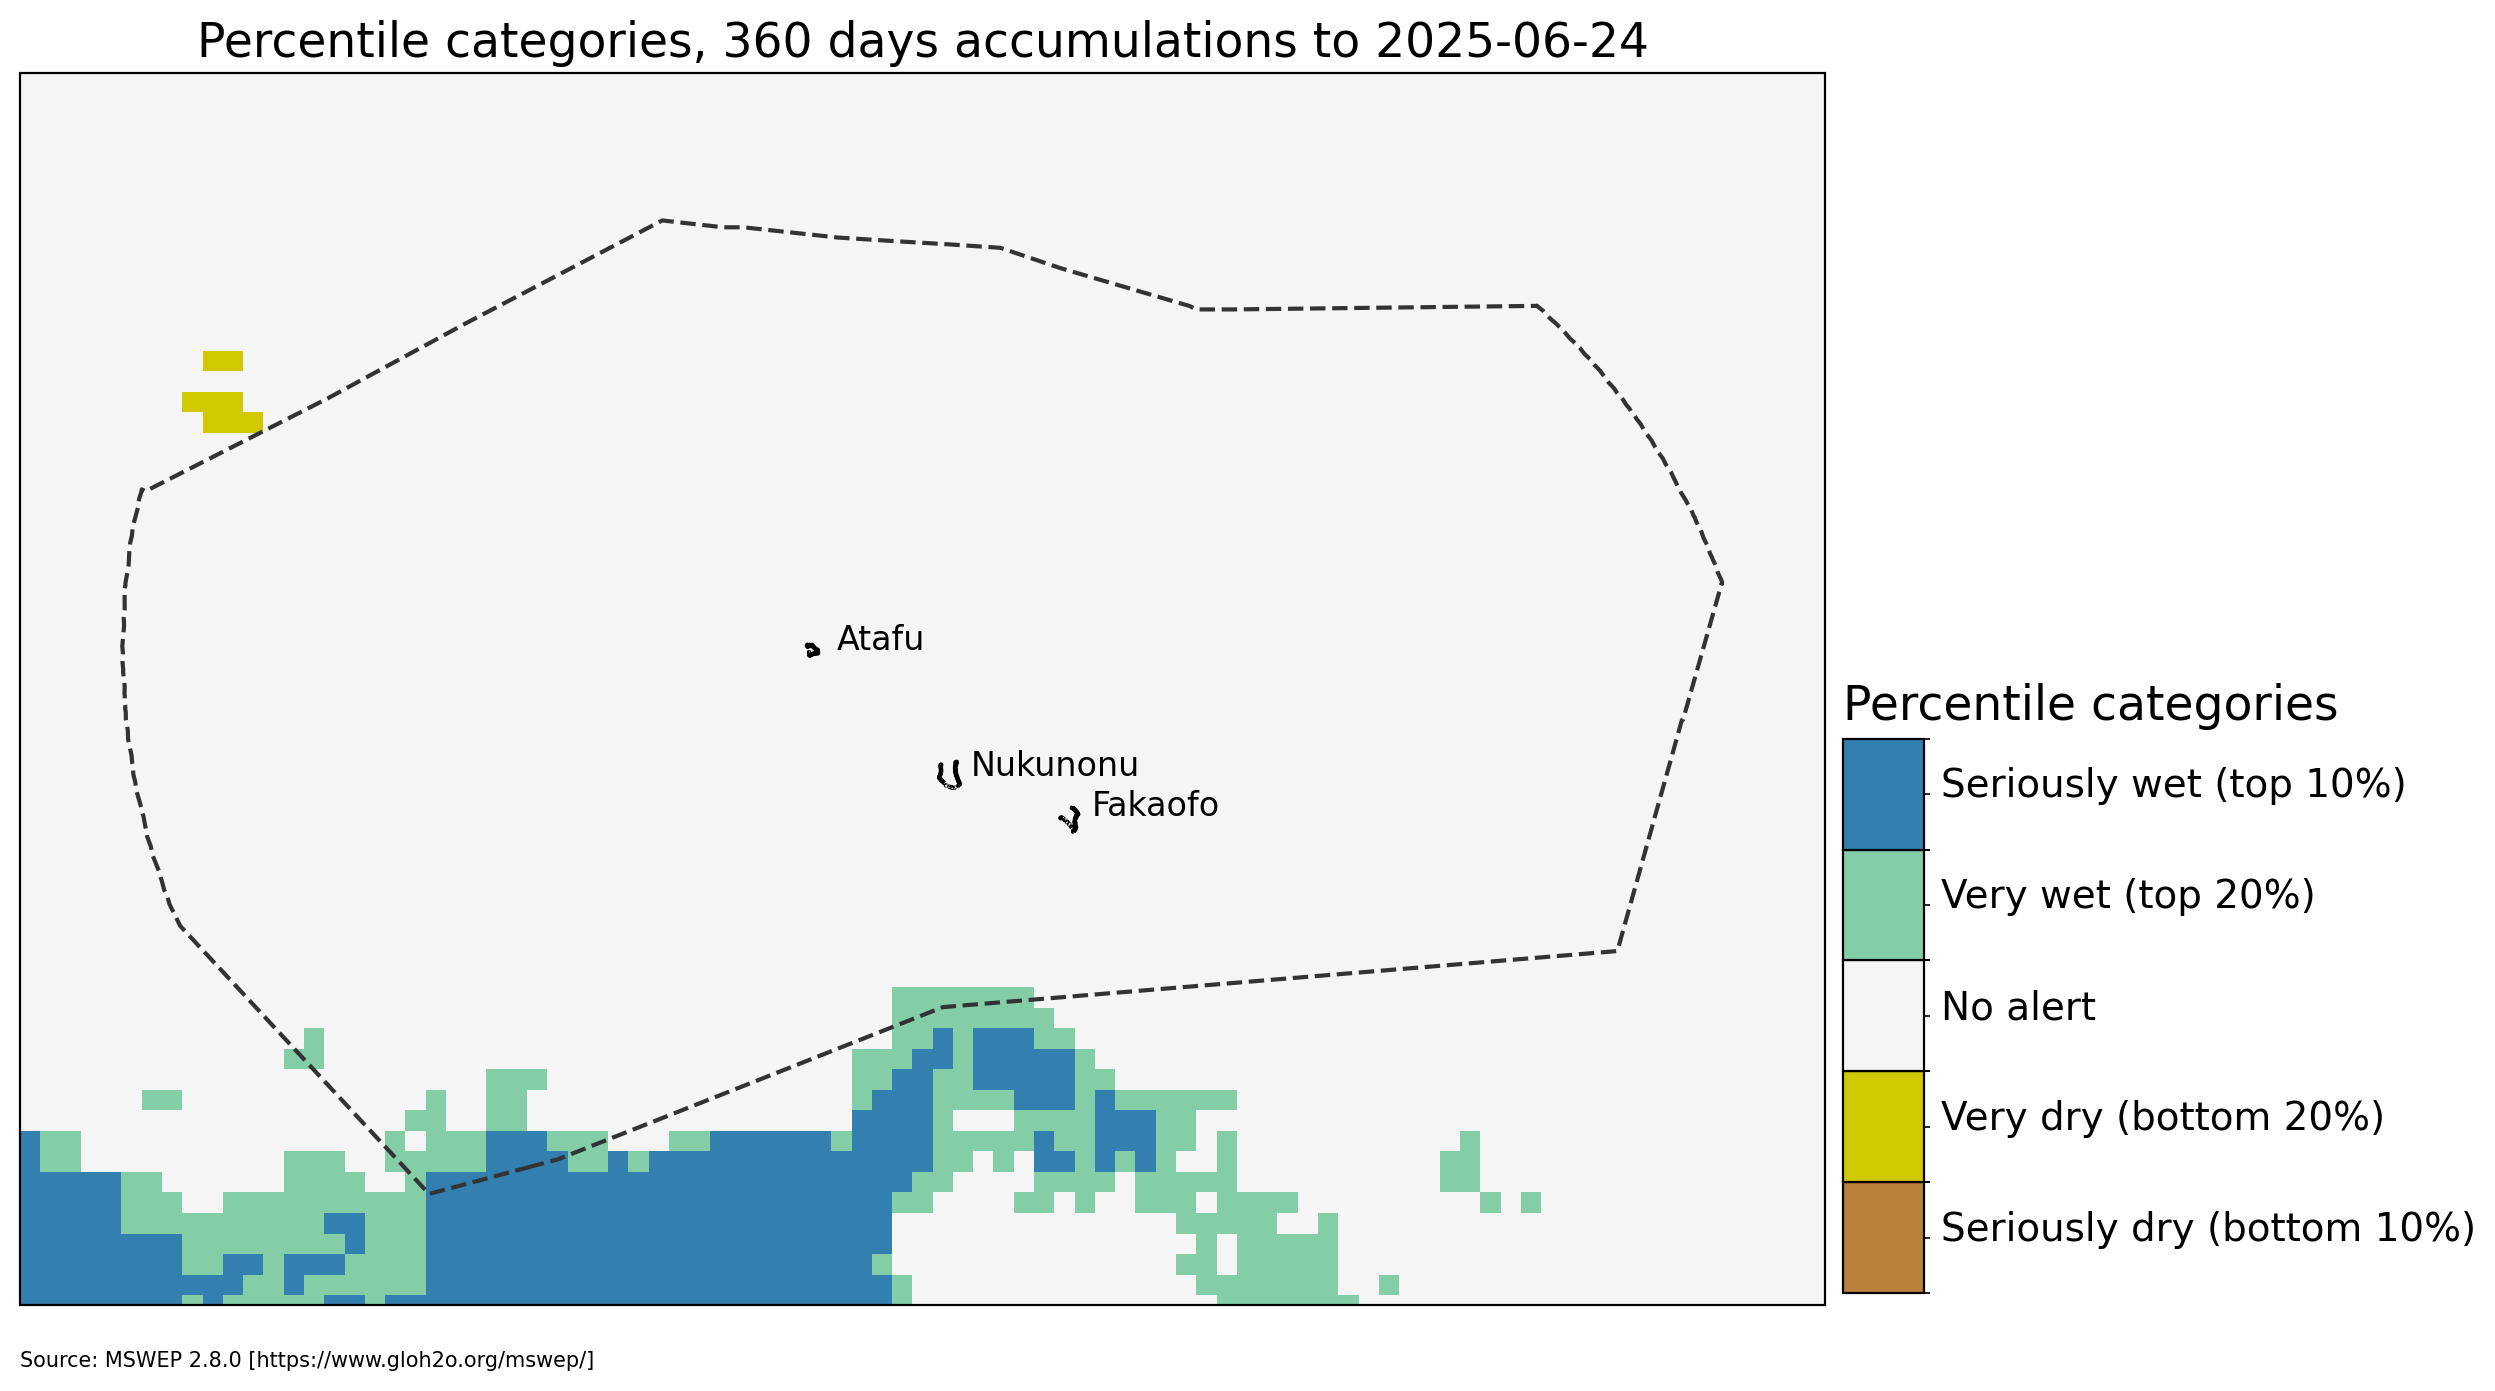 Percentile categories, 360 days accumulations to 2025-06-24
Atafu
Nukunonu
Fakaofo
Percentile categories
Seriously wet (top 10%)
Very wet (top 20%)
No alert
Very dry (bottom 20%)
Seriously dry (bottom 10%)
Source: MSWEP 2.8.0 [https://www.gloh2o.org/mswep/]